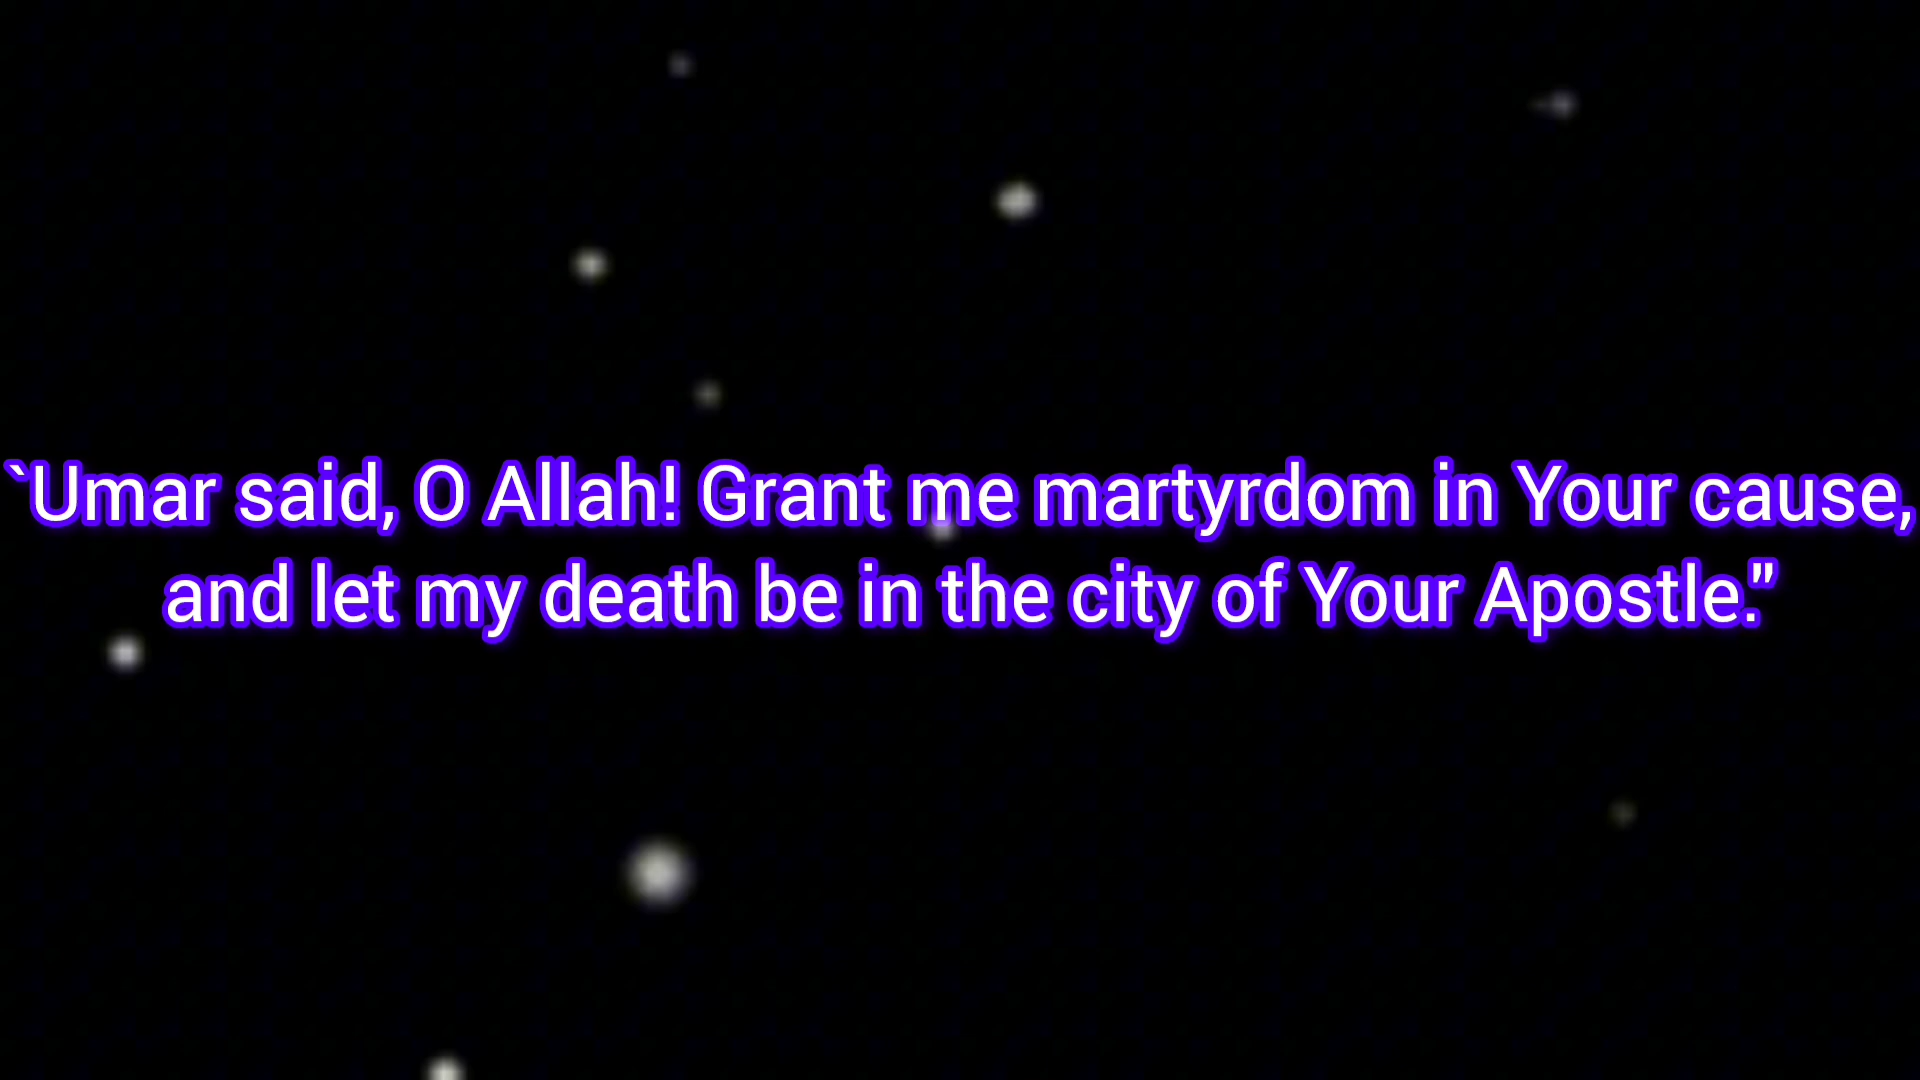 `Umar said, O Allah! Grant me martyrdom in Your cause,
and let my death be in the city of Your Apostle."